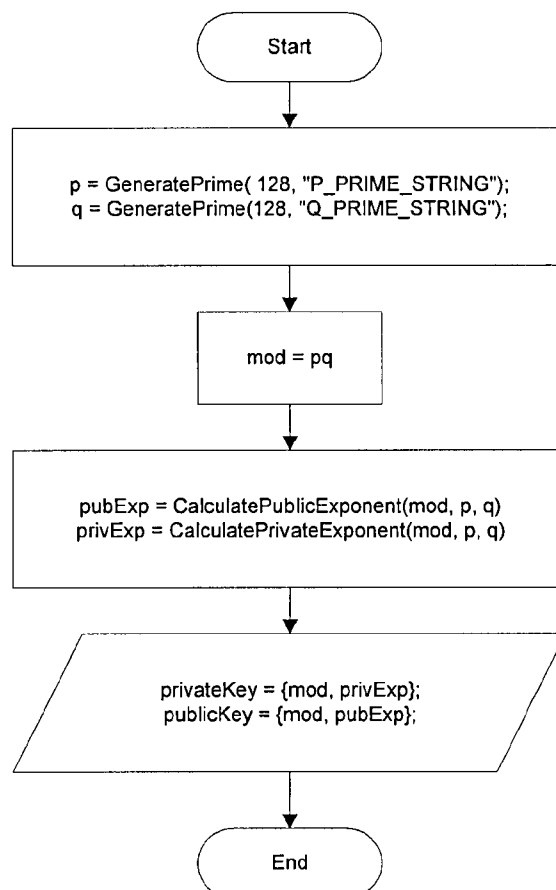 Start
p = GeneratePrime( 128, "P_PRIME_STRING");
q = GeneratePrime(128, "Q_PRIME_STRING");
mod = pq
pubExp = CalculatePublicExponent(mod, p, q)
privExp = CalculatePrivateExponent(mod, p, q)
privateKey = {mod, privExp};
publicKey = {mod, pubExp};
End